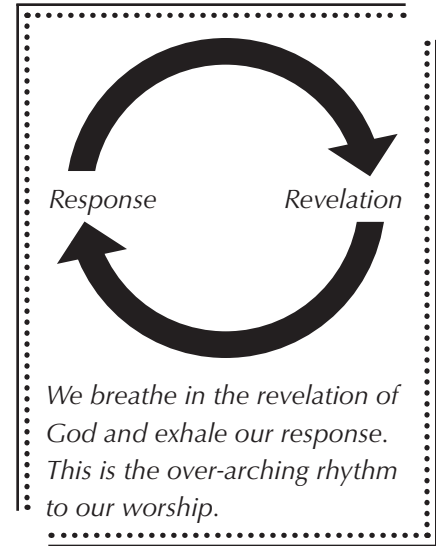 Response Revelation
We breathe in the revelation of
God and exhale our response.
This is the over-arching rhythm
to our worship.